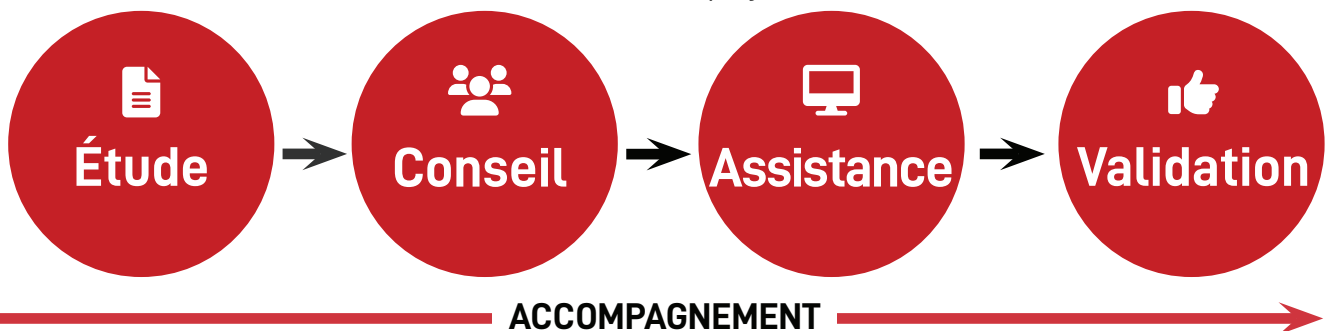 Étude
Conseil
Assistance
Validation
ACCOMPAGNEMENT